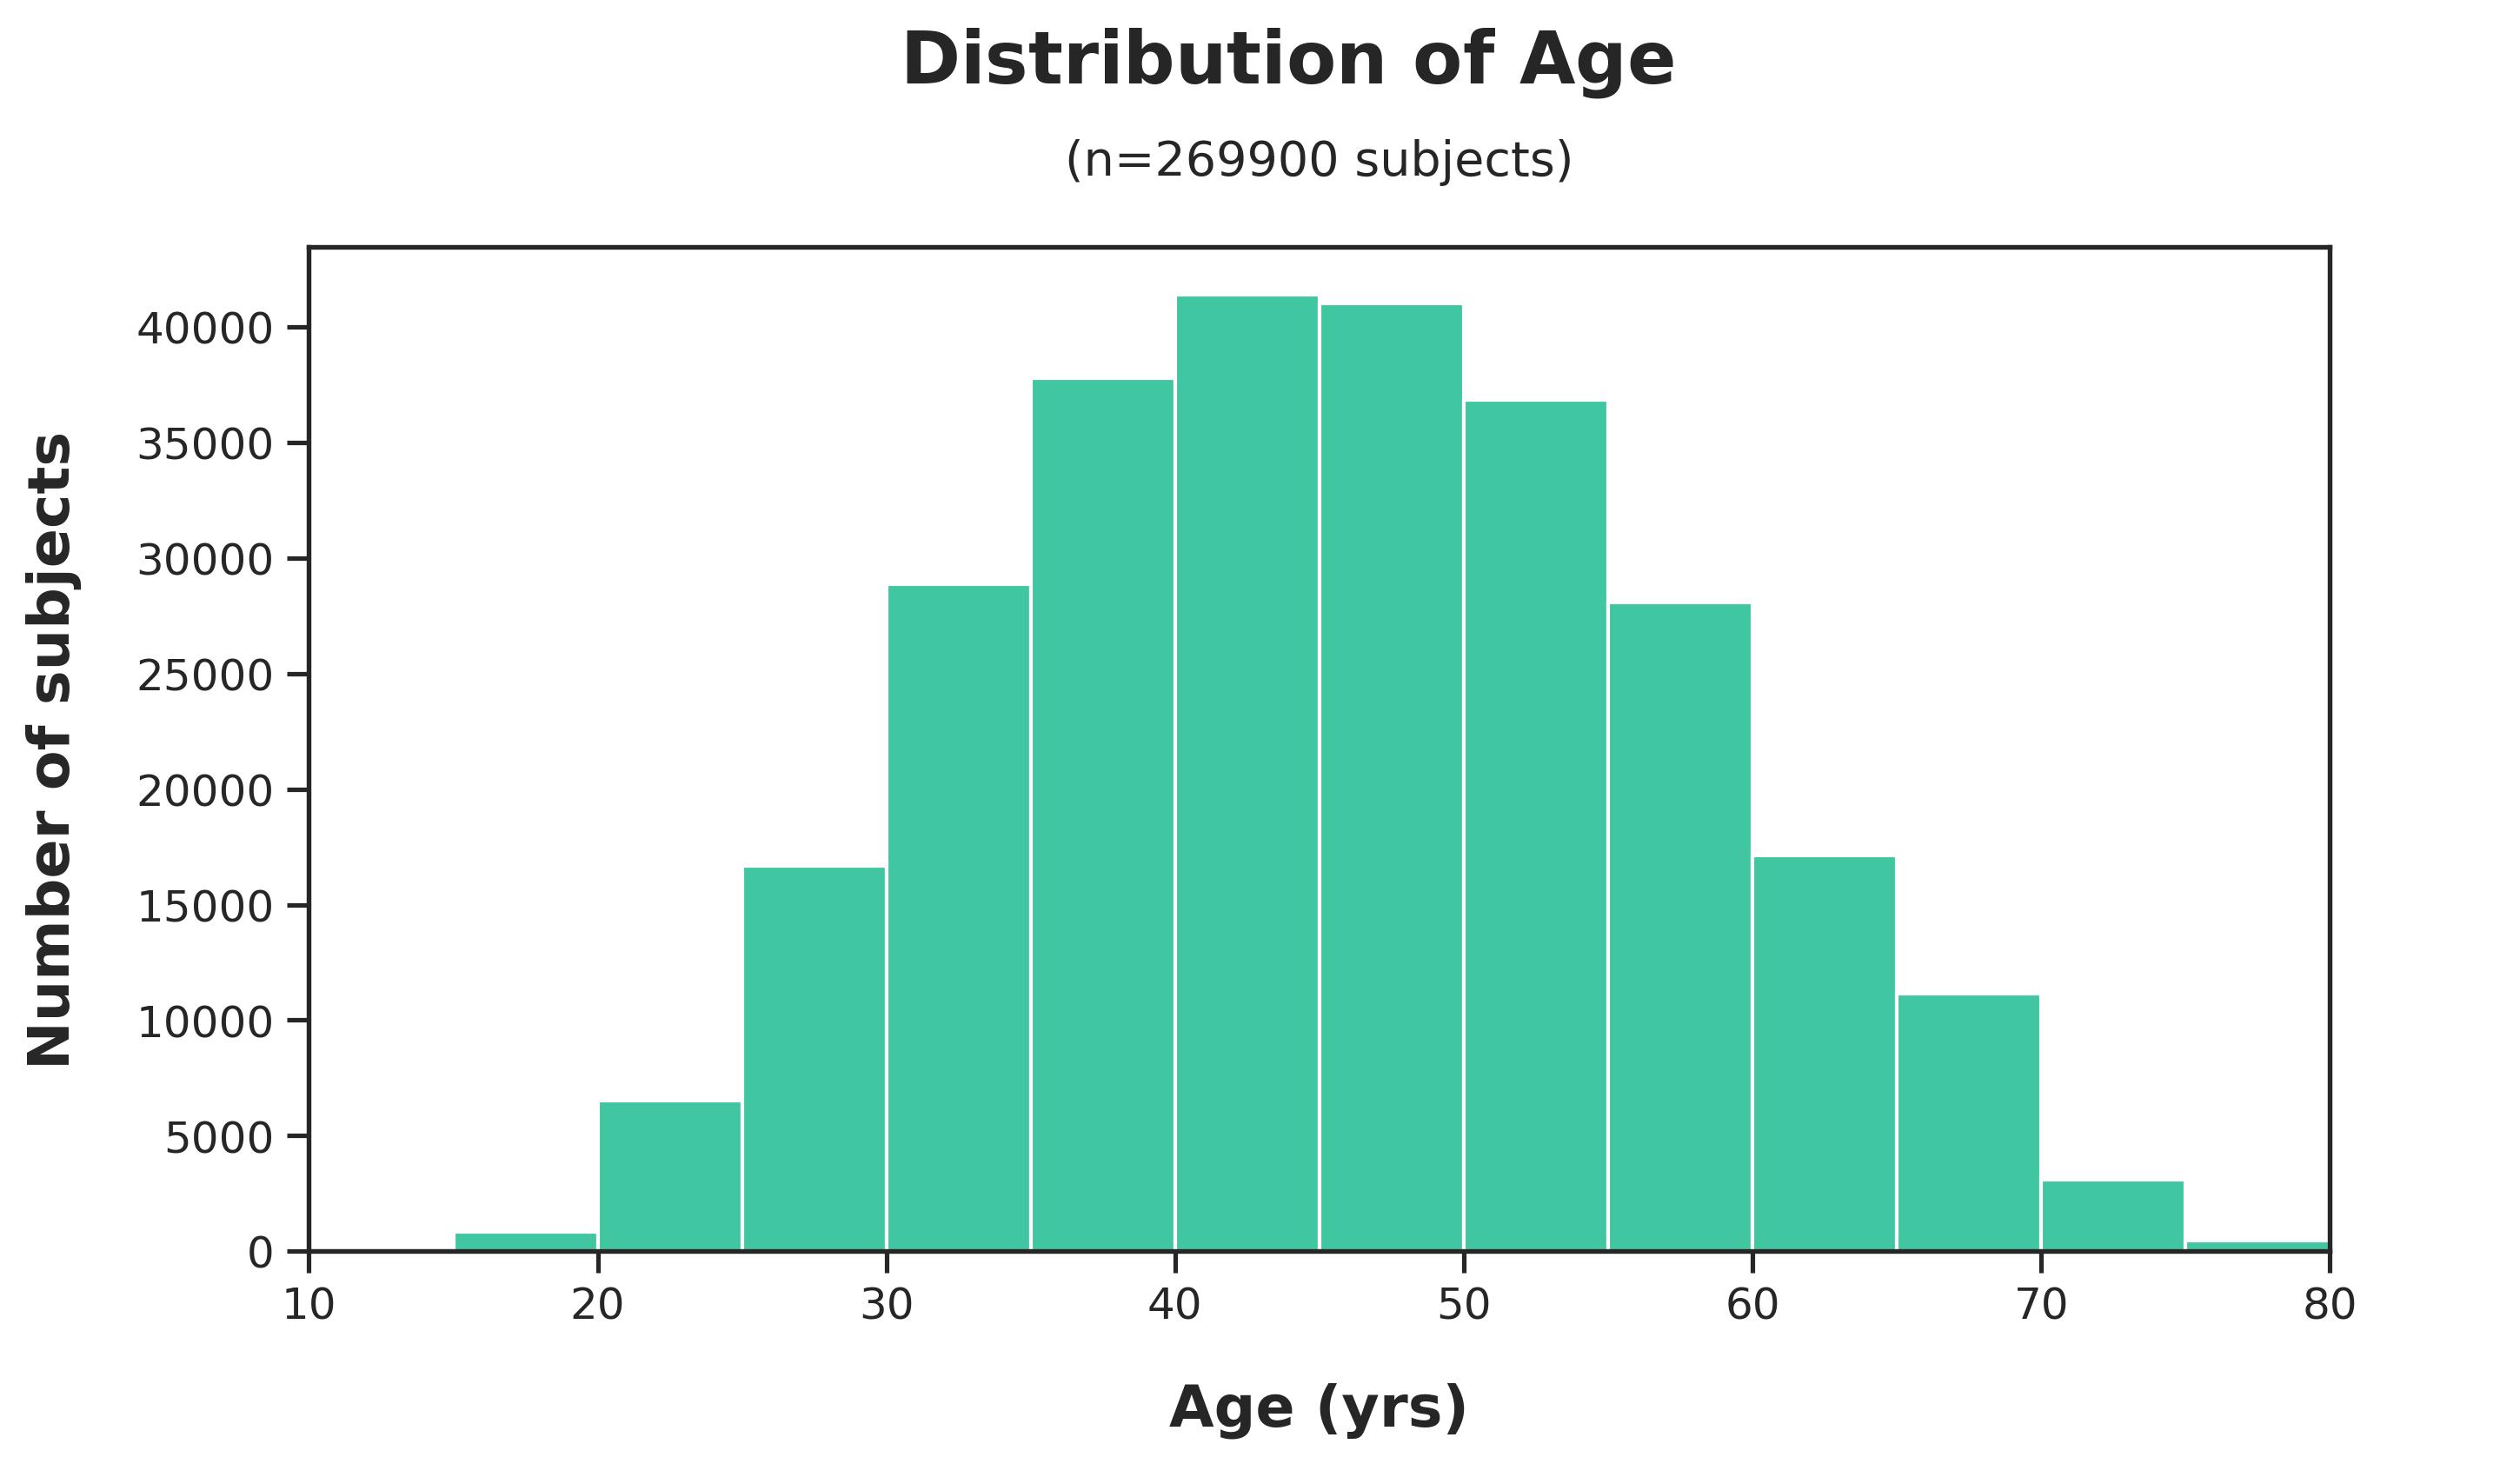 Distribution of Age
(n=269900 subjects)
Number of subjects
40000
35000
30000
25000
20000
15000
10000
5000
0
10 20 30 40 50 60 70 80
Age (yrs)